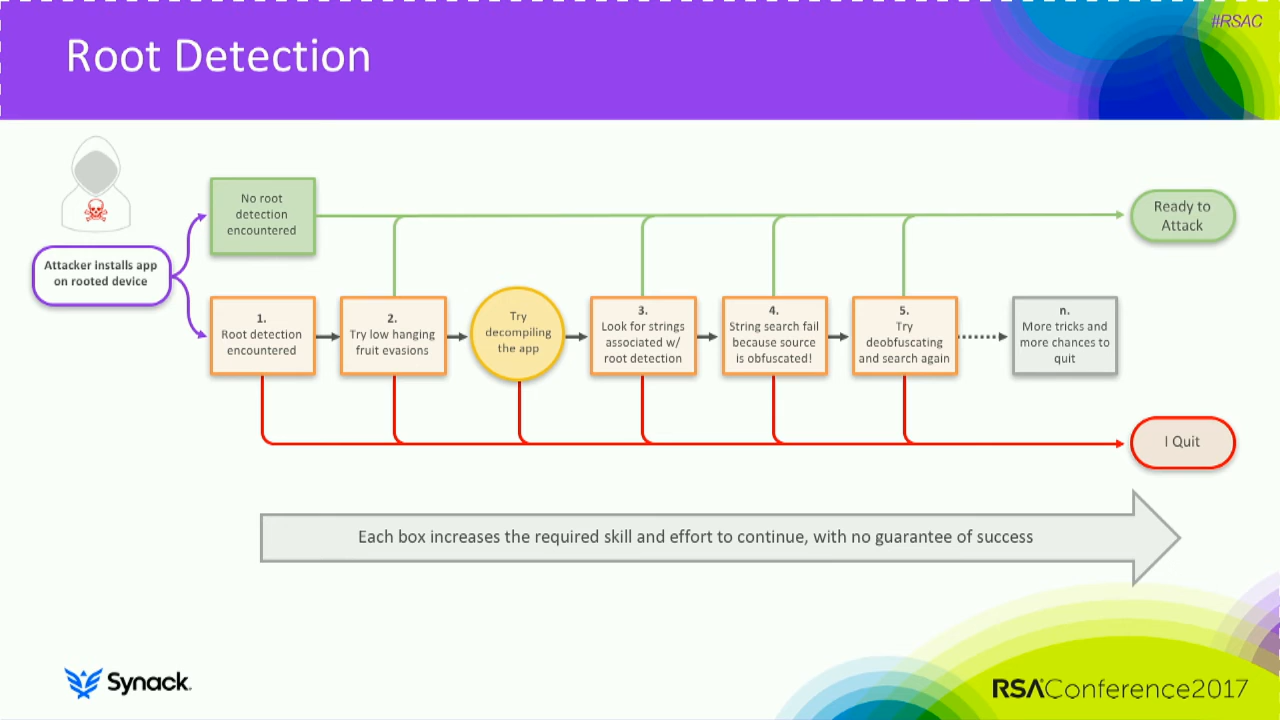 #RSAC
Root Detection
No root
detection
encountered
Ready to
Attack
Attacker installs app
on rooted device
1.
Root detection
encountered
2.
Try low hanging
fruit evasions
Try
decompiling
the app
3.
Look for strings
associated w/
root detection
4.
String search fail
because source
is obfuscated!
5.
Try
deobfuscating
and search again
n.
More tricks and
more chances to
quit
I Quit
Each box increases the required skill and effort to continue, with no guarantee of success
Synack
RSAConference2017